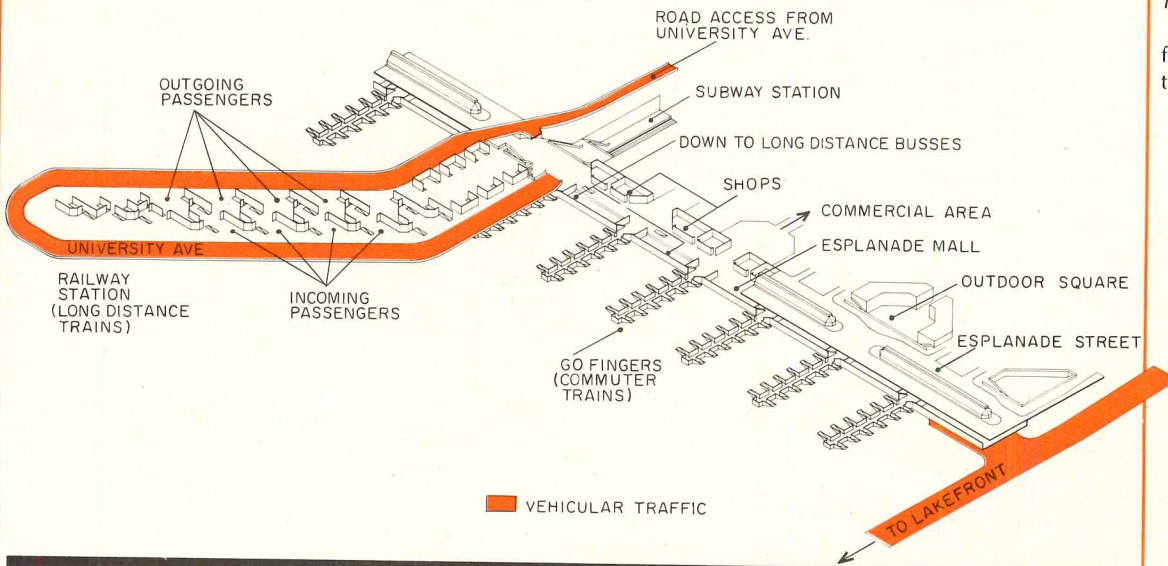 ROAD ACCESS FROM
UNIVERSITY AVE.
OUTGOING
PASSENGERS
SUBWAY STATION
DOWN TO LONG DISTANCE BUSSES
SHOPS
COMMERCIAL AREA
ESPLANADE MALL
UNIVERSITY AVE
RAILWAY
STATION
(LONG DISTANCE
TRAINS)
INCOMING
PASSENGERS
OUTDOOR SQUARE
ESPLANADE STREET
GO FINGERS
(COMMUTER
TRAINS)
VEHICULAR TRAFFIC
TO LAKEFRONT